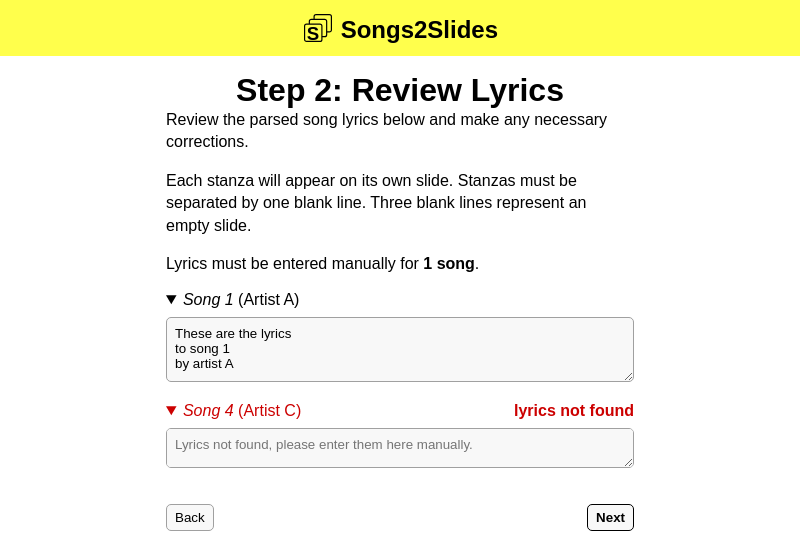 S Songs2Slides
Step 2: Review Lyrics
Review the parsed song lyrics below and make any necessary
corrections.
Each stanza will appear on its own slide. Stanzas must be
separated by one blank line. Three blank lines represent an
empty slide.
Lyrics must be entered manually for 1 song.
Song 1 (Artist A)
These are the lyrics
to song 1
by artist A
Song 4 (Artist C) lyrics not found
Lyrics not found, please enter them here manually.
Back Next